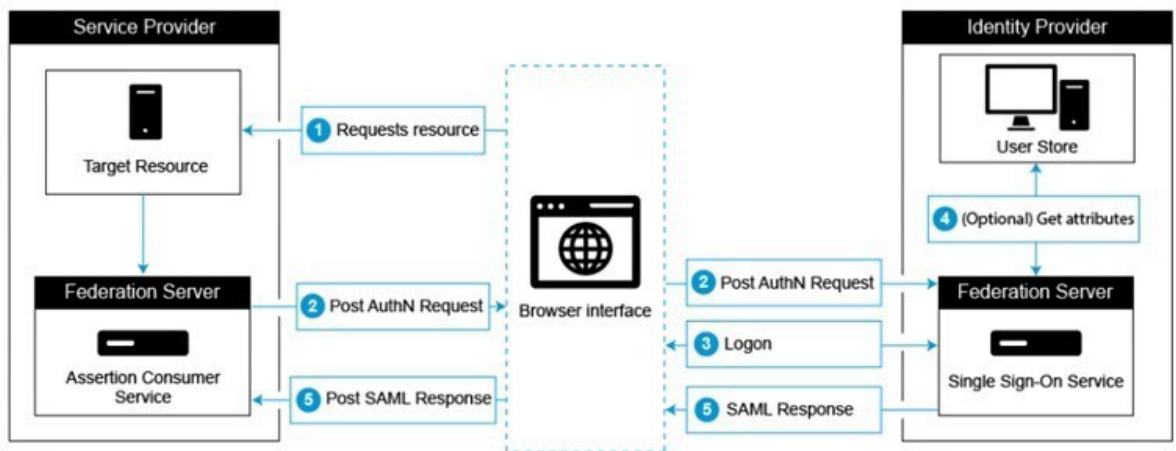 Service Provider
Target Resource
Federation Server
Assertion Consumer
Service
1 Requests resource
2 Post AuthN Request
5 Post SAML Response
Browser interface
2 Post AuthN Request
3 Logon
5 SAML Response
Identity Provider
User Store
4 (Optional) Get attributes
Federation Server
Single Sign-On Service